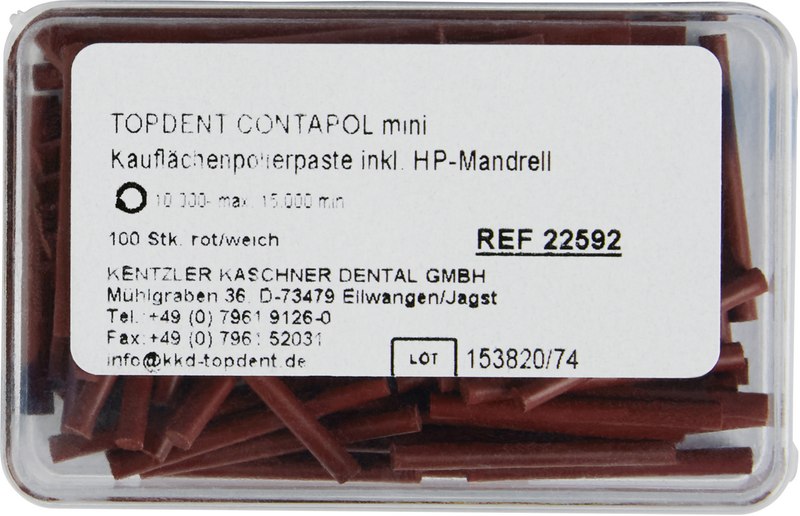 TOPDENT CONTAPOL mini
Kauflächenpolierpaste inkl. HP-Mandrell
10.000- max. 15.000 min
100 Stk. rot/weich
REF 22592
KENTZLER KASCHNER DENTAL GMBH
Mühlgraben 36, D-73479 Ellwangen/Jagst
Tel.:+49 (0) 7961 9126-0
Fax:+49 (0) 7961 52031
info@kkd-topdent.de
LOT 153820/74